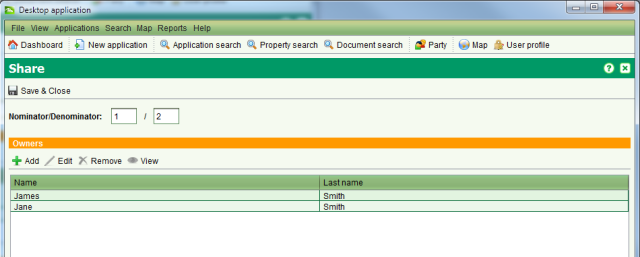 Desktop application
File View Applications Search Map Reports Help
Dashboard New application Application search Property search Document search Party Map User profile
Share
Save & Close
Nominator/Denominator: 1 / 2
Owners
Add Edit Remove View
Name Last name
James Smith
Jane Smith